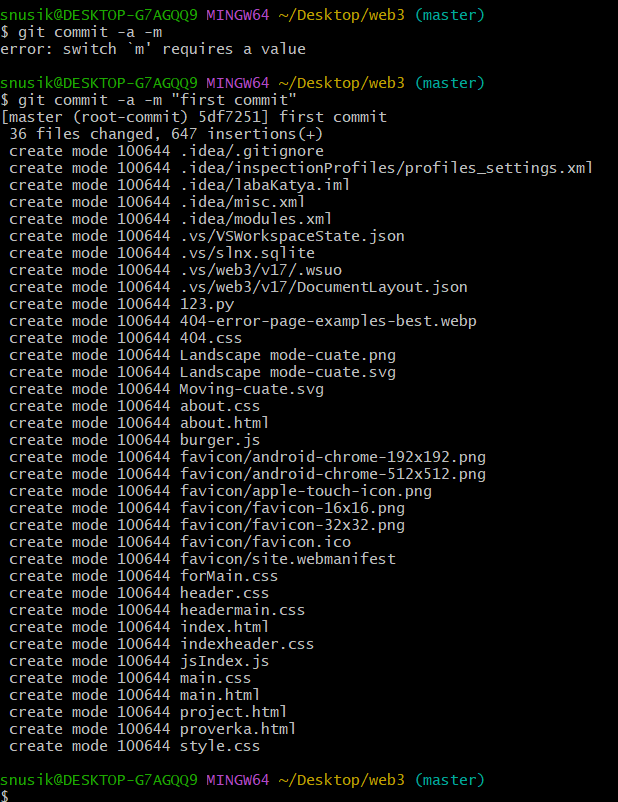 snusik@DESKTOP-G7AGQQ9 MINGW64 ~/Desktop/web3 (master)
$ git commit -a -m
error: switch `m' requires a value
snusik@DESKTOP-G7AGQQ9 MINGW64 ~/Desktop/web3 (master)
$ git commit -a -m "first commit"
[master (root-commit) 5df7251] first commit
 36 files changed, 647 insertions(+)
 create mode 100644 .idea/.gitignore
 create mode 100644 .idea/inspectionProfiles/profiles_settings.xml
 create mode 100644 .idea/labaKatya.iml
 create mode 100644 .idea/misc.xml
 create mode 100644 .idea/modules.xml
 create mode 100644 .vs/VSWorkspaceState.json
 create mode 100644 .vs/slnx.sqlite
 create mode 100644 .vs/web3/v17/.wsuo
 create mode 100644 .vs/web3/v17/DocumentLayout.json
 create mode 100644 123.py
 create mode 100644 404-error-page-examples-best.webp
 create mode 100644 404.css
 create mode 100644 Landscape mode-cuate.png
 create mode 100644 Landscape mode-cuate.svg
 create mode 100644 Moving-cuate.svg
 create mode 100644 about.css
 create mode 100644 about.html
 create mode 100644 burger.js
 create mode 100644 favicon/android-chrome-192x192.png
 create mode 100644 favicon/android-chrome-512x512.png
 create mode 100644 favicon/apple-touch-icon.png
 create mode 100644 favicon/favicon-16x16.png
 create mode 100644 favicon/favicon-32x32.png
 create mode 100644 favicon/favicon.ico
 create mode 100644 favicon/site.webmanifest
 create mode 100644 forMain.css
 create mode 100644 header.css
 create mode 100644 headermain.css
 create mode 100644 index.html
 create mode 100644 indexheader.css
 create mode 100644 jsIndex.js
 create mode 100644 main.css
 create mode 100644 main.html
 create mode 100644 project.html
 create mode 100644 proverka.html
 create mode 100644 style.css
snusik@DESKTOP-G7AGQQ9 MINGW64 ~/Desktop/web3 (master)
$